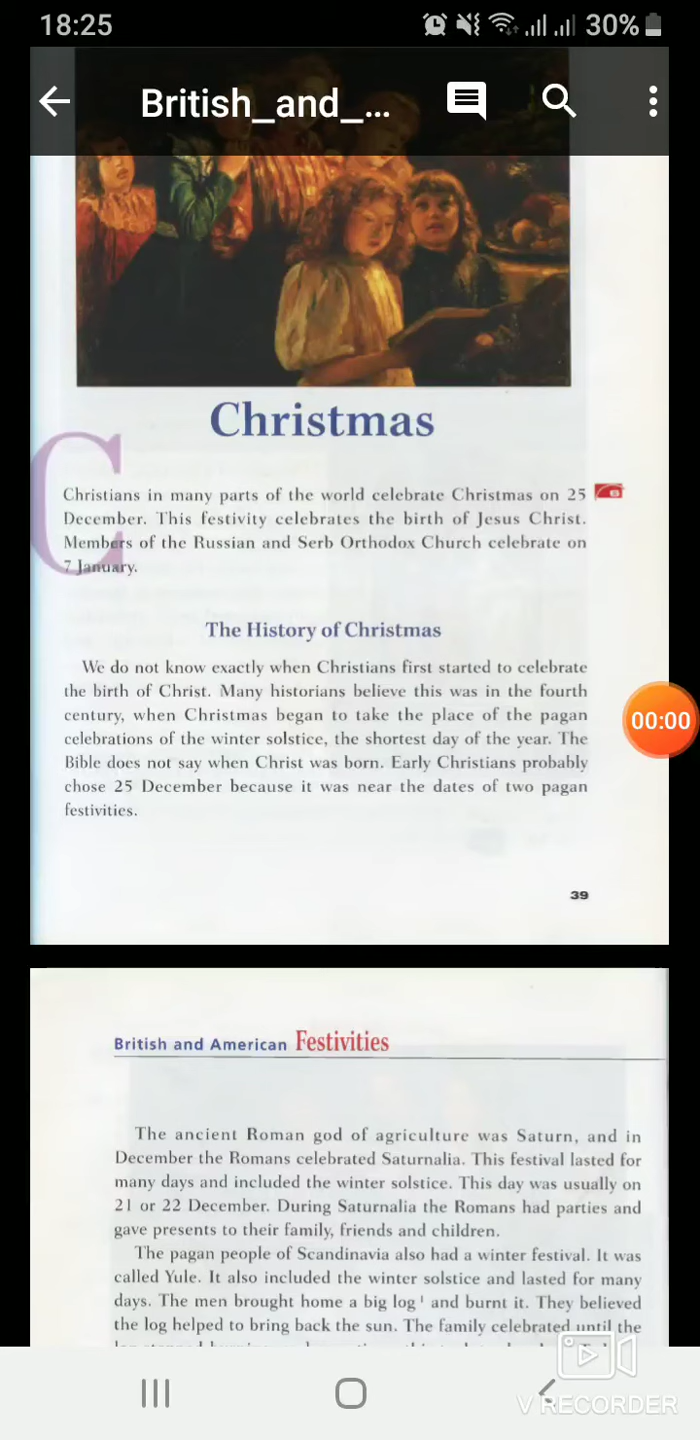 18:25
30%
British_and_...
Christmas
C
Christians in many parts of the world celebrate Christmas on 25
December. This festivity celebrates the birth of Jesus Christ.
Members of the Russian and Serb Orthodox Church celebrate on
7 January.
The History of Christmas
We do not know exactly when Christians first started to celebrate
the birth of Christ. Many historians believe this was in the fourth
century, when Christmas began to take the place of the pagan
celebrations of the winter solstice, the shortest day of the year. The
Bible does not say when Christ was born. Early Christians probably
chose 25 December because it was near the dates of two pagan
festivities.
00:00
39
British and American Festivities
The ancient Roman god of agriculture was Saturn, and in
December the Romans celebrated Saturnalia. This festival lasted for
many days and included the winter solstice. This day was usually on
21 or 22 December. During Saturnalia the Romans had parties and
gave presents to their family, friends and children.
The pagan people of Scandinavia also had a winter festival. It was
called Yule. It also included the winter solstice and lasted for many
days. The men brought home a big log¹ and burnt it. They believed
the log helped to bring back the sun. The family celebrated until the
V RECORDER